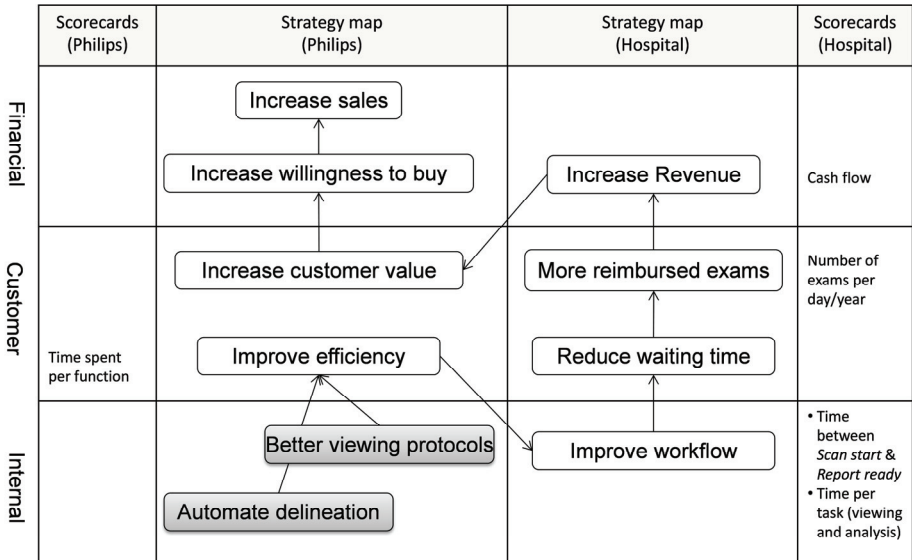 Scorecards
(Philips)
Strategy map
(Philips)
Strategy map
(Hospital)
Scorecards
(Hospital)
Financial
Increase sales
Increase willingness to buy
Increase Revenue
Cash flow
Customer
Increase customer value
More reimbursed exams
Number of
exams per
day/year
Time spent
per function
Improve efficiency
Reduce waiting time
Internal
Better viewing protocols
Automate delineation
Improve workflow
• Time
between
Scan start &
Report ready
• Time per
task (viewing
and analysis)